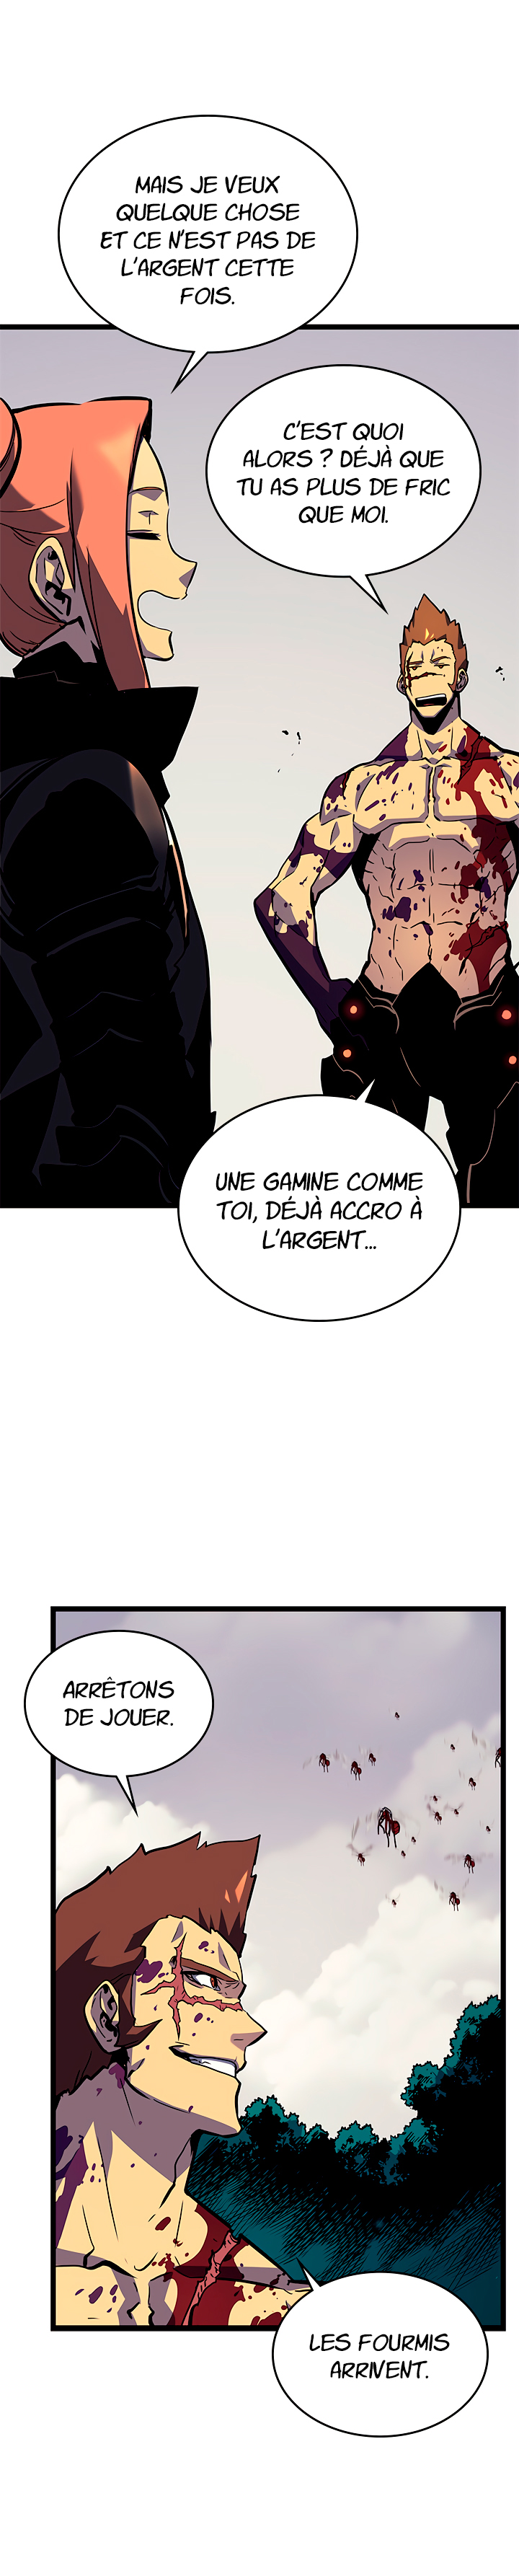 MAIS JE VEUX
QUELQUE CHOSE
ET CE N'EST PAS DE
L'ARGENT CETTE
FOIS.
C'EST QUOI
ALORS ? DÉJÀ QUE
TU AS PLUS DE FRIC
QUE MOI.
UNE GAMINE COMME
TOI, DÉJÀ ACCRO À
L'ARGENT...
ARRÊTONS
DE JOUER.
LES FOURMIS
ARRIVENT.